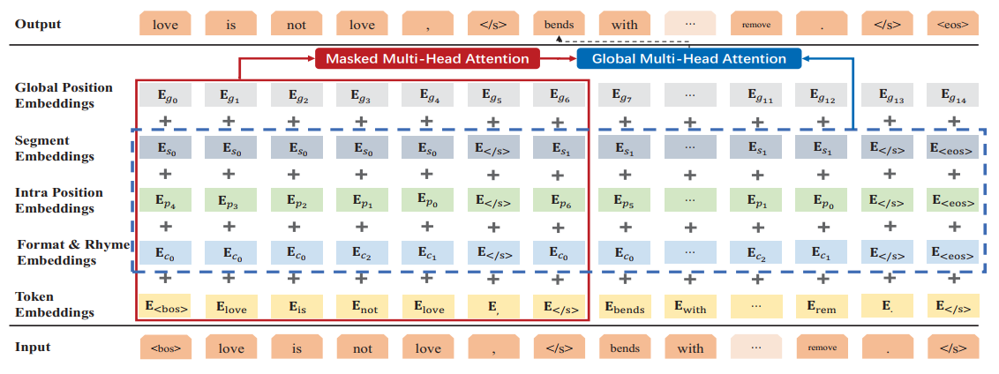 Output love is not love , </s> bends with ... remove . </s> <eos>
Masked Multi-Head Attention Global Multi-Head Attention
Global Position
Embeddings
E_g0 E_g1 E_g2 E_g3 E_g4 E_g5 E_g6 E_g7 ... E_g11 E_g12 E_g13 E_g14
+ + + + + + + + + + + + +
Segment
Embeddings
E_s0 E_s0 E_s0 E_s0 E_s0 E_</s> E_s1 E_s1 ... E_s1 E_s1 E_</s> E_<eos>
+ + + + + + + + + + + + +
Intra Position
Embeddings
E_p4 E_p3 E_p2 E_p1 E_p0 E_</s> E_p6 E_p5 ... E_p1 E_p0 E_</s> E_<eos>
+ + + + + + + + + + + + +
Format & Rhyme
Embeddings
E_c0 E_c0 E_c0 E_c2 E_c1 E_</s> E_c0 E_c0 ... E_c2 E_c1 E_</s> E_<eos>
+ + + + + + + + + + + + +
Token
Embeddings
E_<bos> E_love E_is E_not E_love E_, E_</s> E_bends E_with ... E_rem E_. E_</s>
Input <bos> love is not love , </s> bends with ... remove . </s>